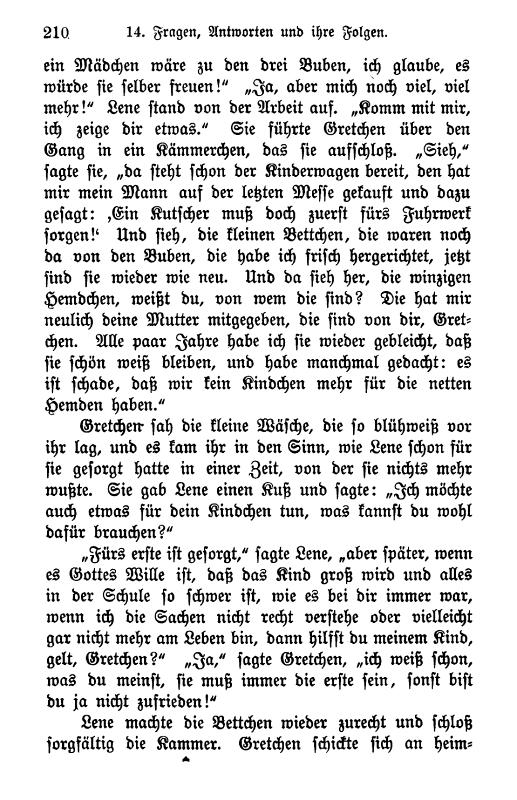 210 14. Fragen, Antworten und ihre Folgen.
ein Mädchen wäre zu den drei Buben, ich glaube, es
würde sie selber freuen!“ „Ja, aber mich noch viel, viel
mehr!“ Lene stand von der Arbeit auf. „Komm mit mir,
ich zeige dir etwas.“ Sie führte Gretchen über den
Gang in ein Kämmerchen, das sie aufschloß. „Sieh,“
sagte sie, „da steht schon der Kinderwagen bereit, den hat
mir mein Mann auf der letzten Messe gekauft und dazu
gesagt: ‚Ein Kutscher muß doch zuerst fürs Fuhrwerk
sorgen!‘ Und sieh, die kleinen Bettchen, die waren noch
da von den Buben, die habe ich frisch hergerichtet, jetzt
sind sie wieder wie neu. Und da sieh her, die winzigen
Hemdchen, weißt du, von wem die sind? Die hat mir
neulich deine Mutter mitgegeben, die sind von dir, Gret-
chen. Alle paar Jahre habe ich sie wieder gebleicht, daß
sie schön weiß bleiben, und habe manchmal gedacht: es
ist schade, daß wir kein Kindchen mehr für die netten
Hemden haben.“
Gretchen sah die kleine Wäsche, die so blühweiß vor
ihr lag, und es kam ihr in den Sinn, wie Lene schon für
sie gesorgt hatte in einer Zeit, von der sie nichts mehr
wußte. Sie gab Lene einen Kuß und sagte: „Ich möchte
auch etwas für dein Kindchen tun, was kannst du wohl
dafür brauchen?“
„Fürs erste ist gesorgt,“ sagte Lene, „aber später, wenn
es Gottes Wille ist, daß das Kind groß wird und alles
in der Schule so schwer ist, wie es bei dir immer war,
wenn ich die Sachen nicht recht verstehe oder vielleicht
gar nicht mehr am Leben bin, dann hilfst du meinem Kind,
gelt, Gretchen?“ „Ja,“ sagte Gretchen, „ich weiß schon,
was du meinst, sie muß immer die erste sein, sonst bist
du ja nicht zufrieden!“
Lene machte die Bettchen wieder zurecht und schloß
sorgfältig die Kammer. Gretchen schickte sich an heim-